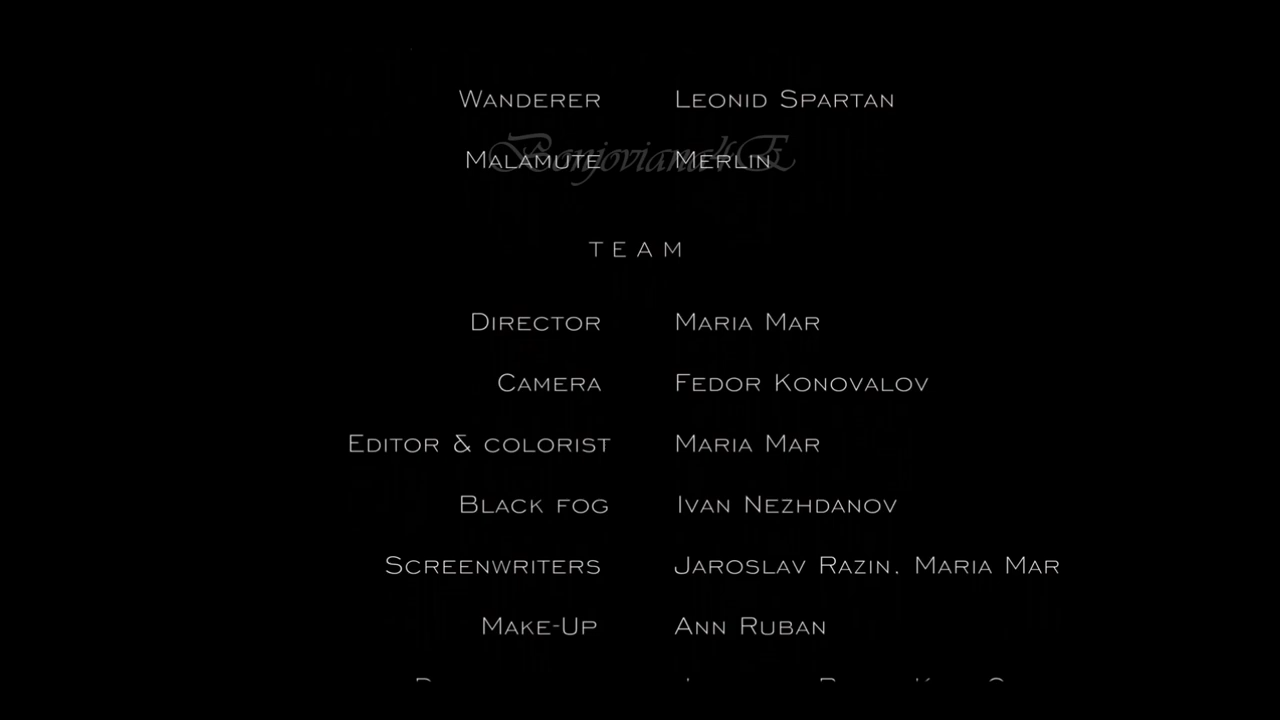 Wanderer Leonid Spartan
Malamute Merlin
TEAM
Director Maria Mar
Camera Fedor Konovalov
Editor & colorist Maria Mar
Black fog Ivan Nezhdanov
Screenwriters Jaroslav Razin. Maria Mar
Make-Up Ann Ruban